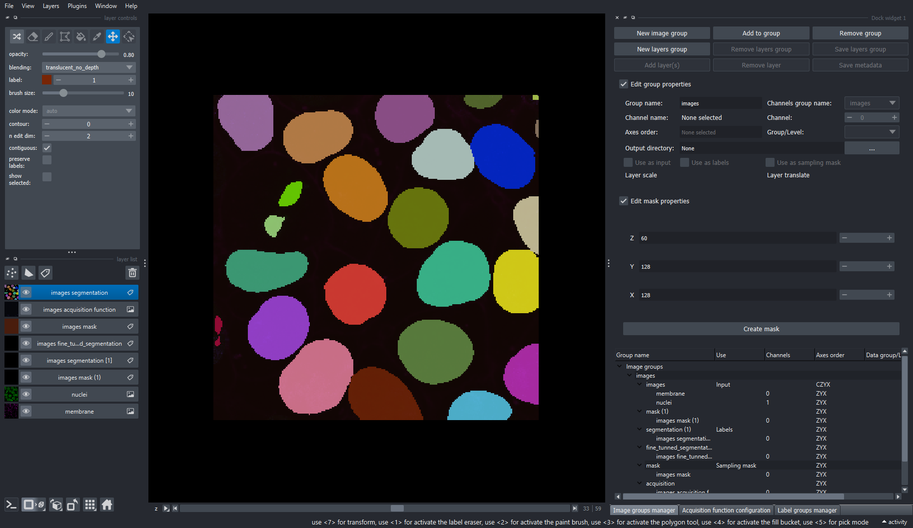 File View Layers Plugins Window Help
layer controls
opacity: 0.80
blending: translucent_no_depth
label: 1
brush size: 10
color mode: auto
contour: 0
n edit dim: 2
contiguous:
preserve labels:
show selected:
layer list
images segmentation
images acquisition function
images mask
images fine_tu...d_segmentation
images segmentation [1]
images mask (1)
nuclei
membrane
z 33 59
Dock widget 1
New image group Add to group Remove group
New layers group Remove layers group Save layers group
Add layer(s) Remove layer Save metadata
Edit group properties
Group name: images Channels group name: images
Channel name: None selected Channel: 0
Axes order: None selected Group/Level:
Output directory: None ...
Use as input Use as labels Use as sampling mask
Layer scale Layer translate
Edit mask properties
Z 60
Y 128
X 128
Create mask
Group name Use Channels Axes order Data group/L
Image groups
images
images Input CZYX
membrane 0 ZYX
nuclei 1 ZYX
mask (1) ZYX
images mask (1) 0 ZYX
segmentation (1) Labels ZYX
images segmentati... 0 ZYX
fine_tunned_segmentat... ZYX
images fine_tunned... 0 ZYX
mask Sampling mask ZYX
images mask 0 ZYX
acquisition ZYX
Image groups manager Acquisition function configuration Label groups manager
use <7> for transform, use <1> for activate the label eraser, use <2> for activate the paint brush, use <3> for activate the polygon tool, use <4> for activate the fill bucket, use <5> for activate pick mode activity